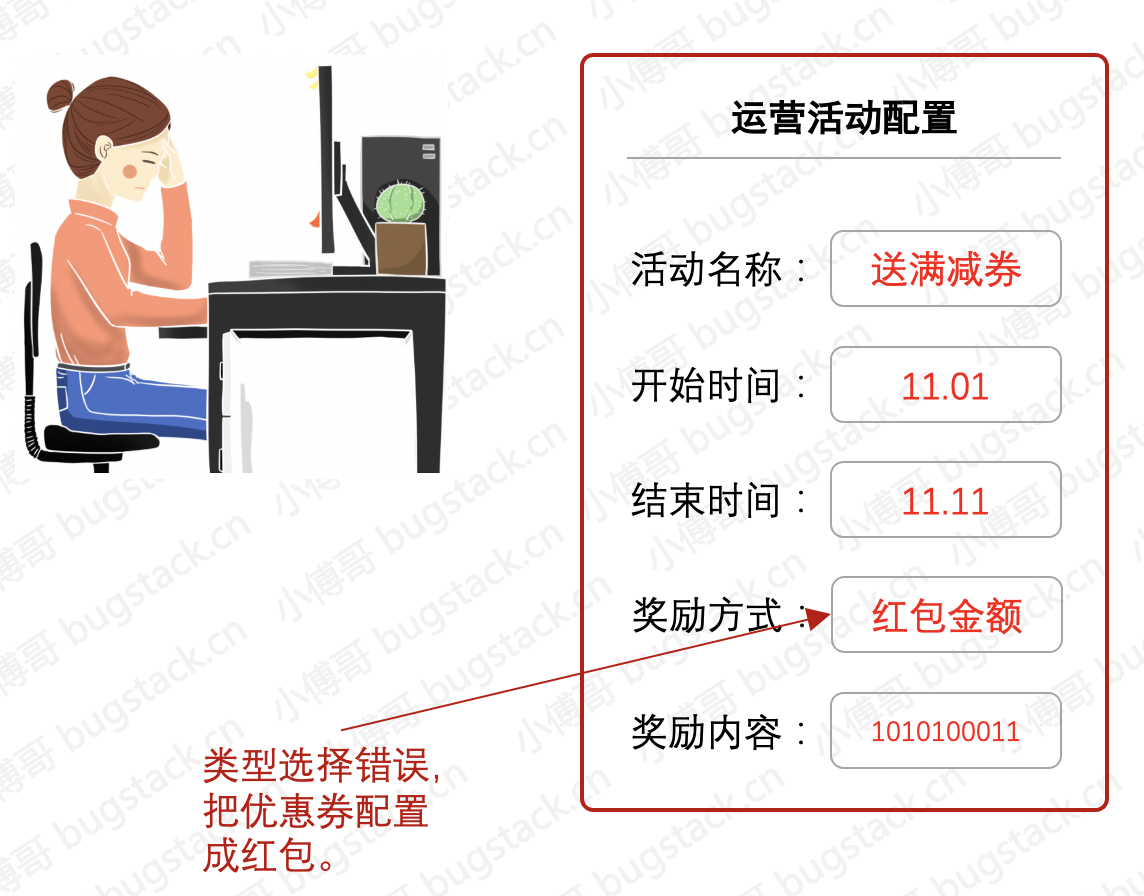 运营活动配置
活动名称： 送满减券
开始时间： 11.01
结束时间： 11.11
奖励方式： 红包金额
奖励内容： 1010100011
类型选择错误，
把优惠券配置
成红包。
小傅哥 bugstack.cn